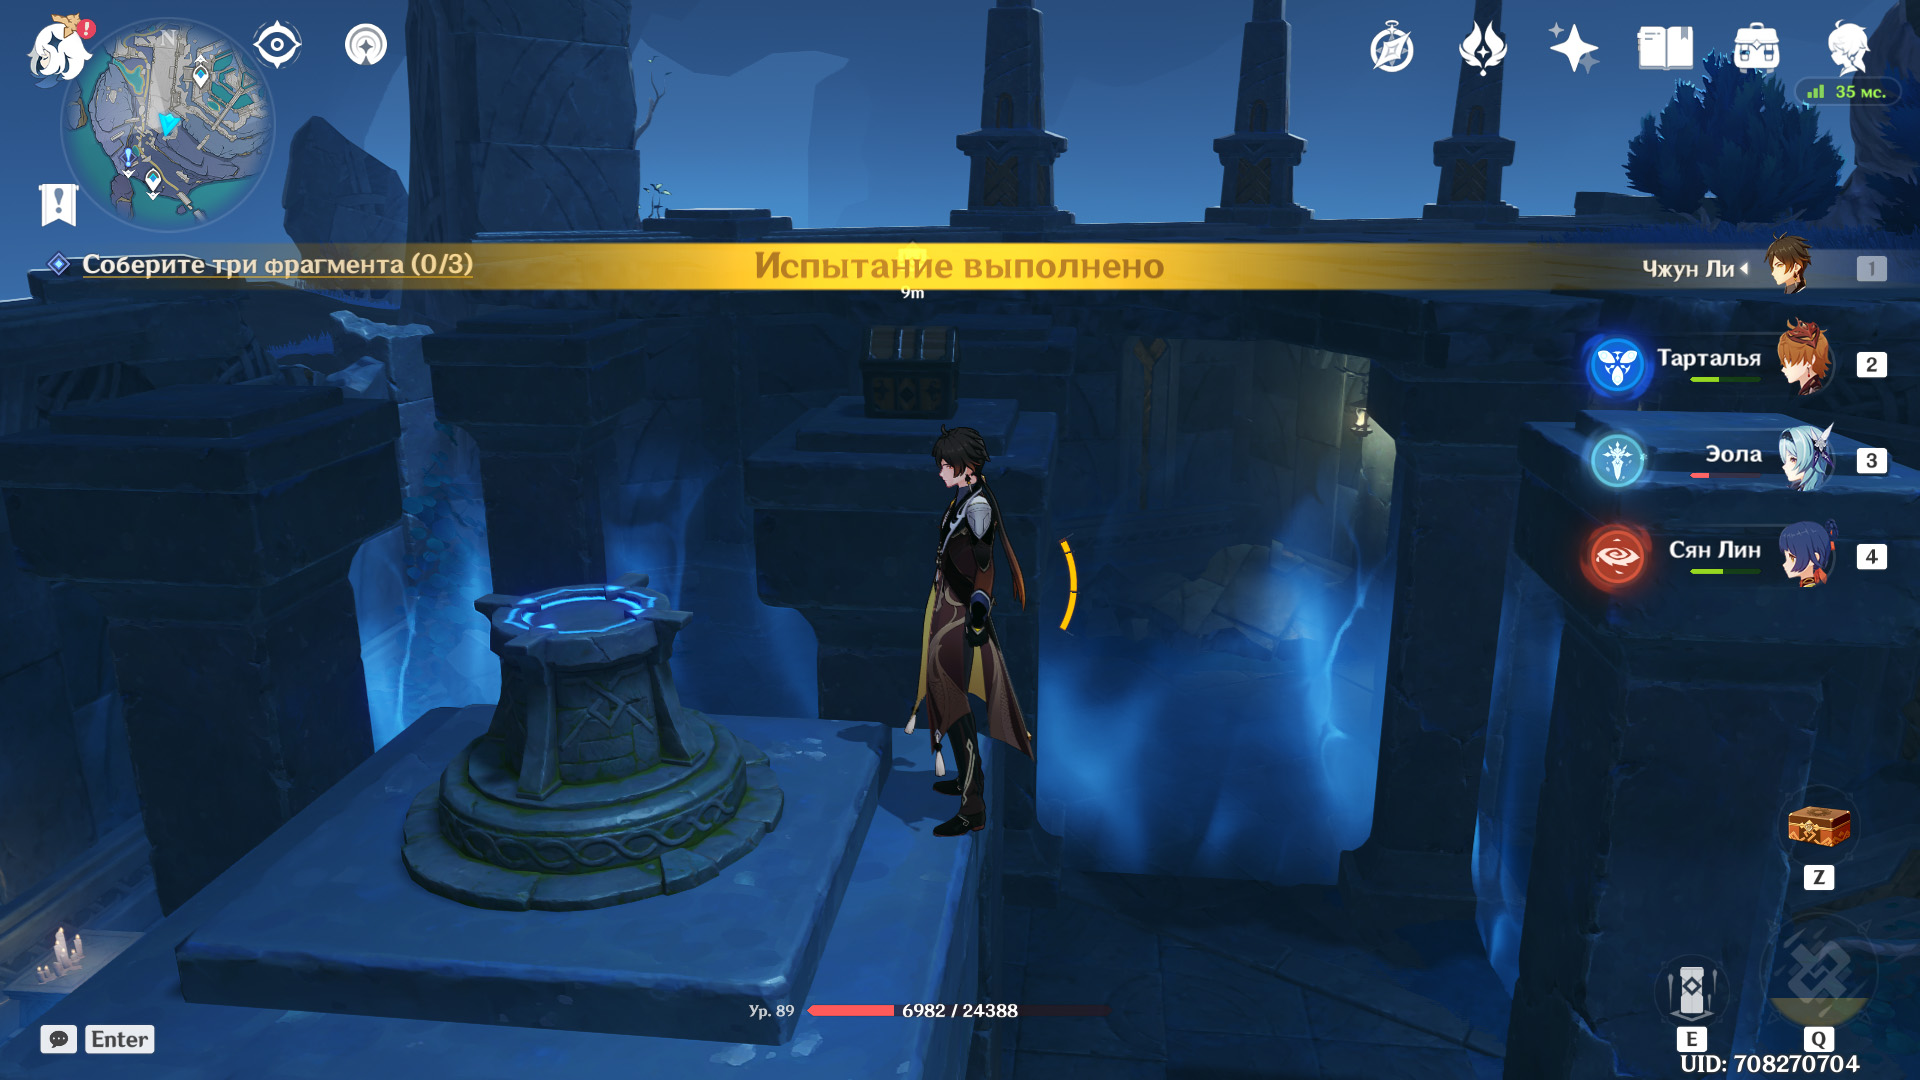 N
35 мс.
Соберите три фрагмента (0/3)
Испытание выполнено
9m
Чжун Ли
1
Тарталья
2
Эола
3
Сян Лин
4
Z
Ур. 89
6982 / 24388
Enter
E
Q
UID: 708270704